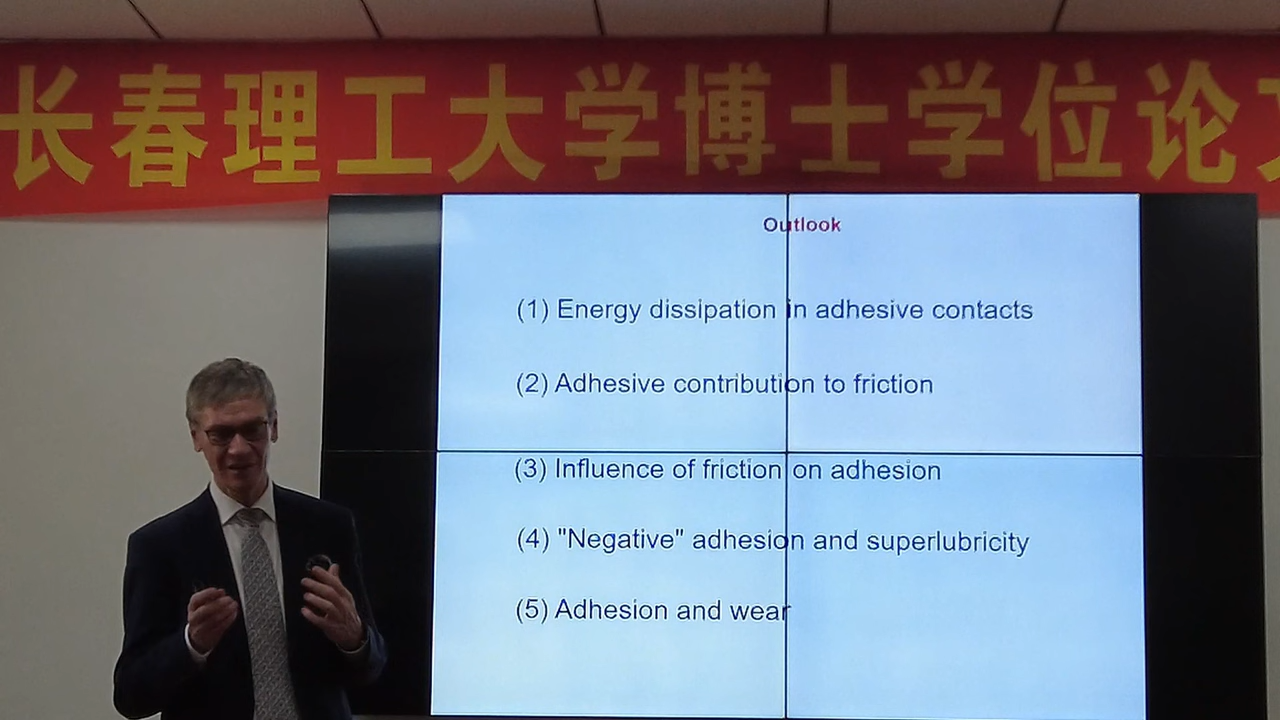 长春理工大学博士学位论
Outlook
(1) Energy dissipation in adhesive contacts
(2) Adhesive contribution to friction
(3) Influence of friction on adhesion
(4) "Negative" adhesion and superlubricity
(5) Adhesion and wear